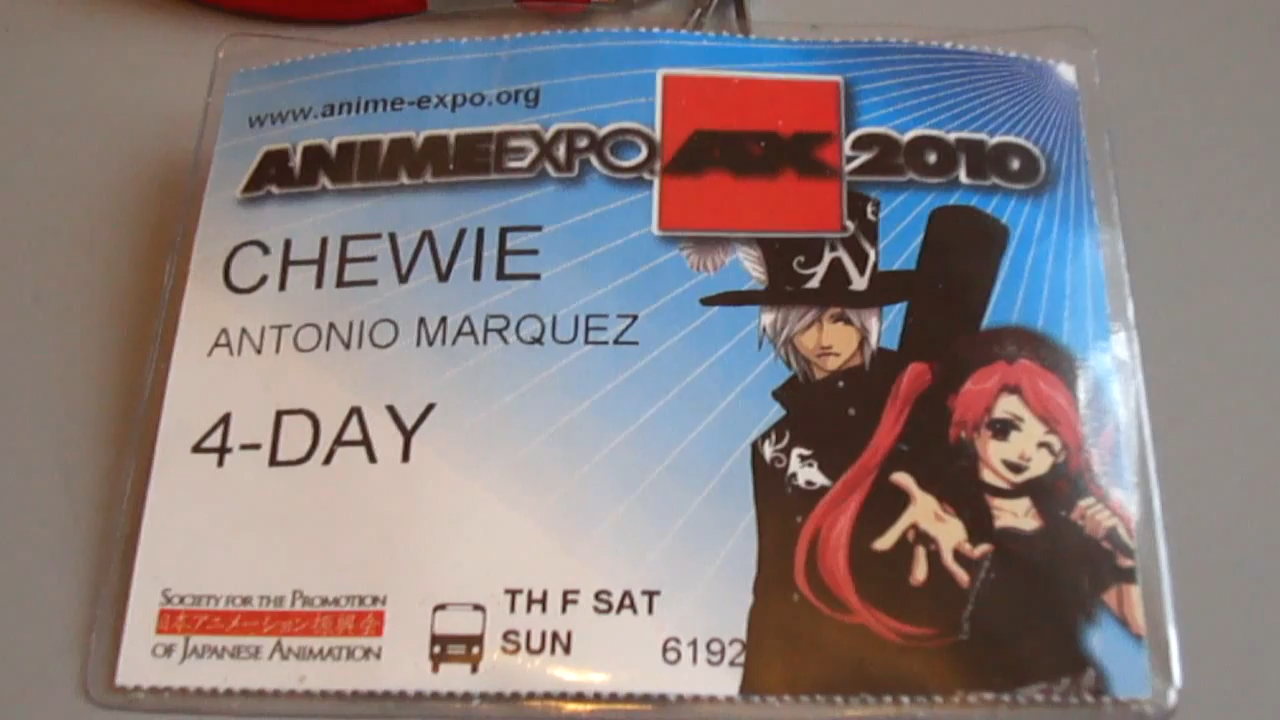 www.anime-expo.org
ANIMEEXPO. AX 2010
CHEWIE
ANTONIO MARQUEZ
4-DAY
SOCIETY FOR THE PROMOTION
日本アニメーション振興会
OF JAPANESE ANIMATION
TH F SAT
SUN
6192